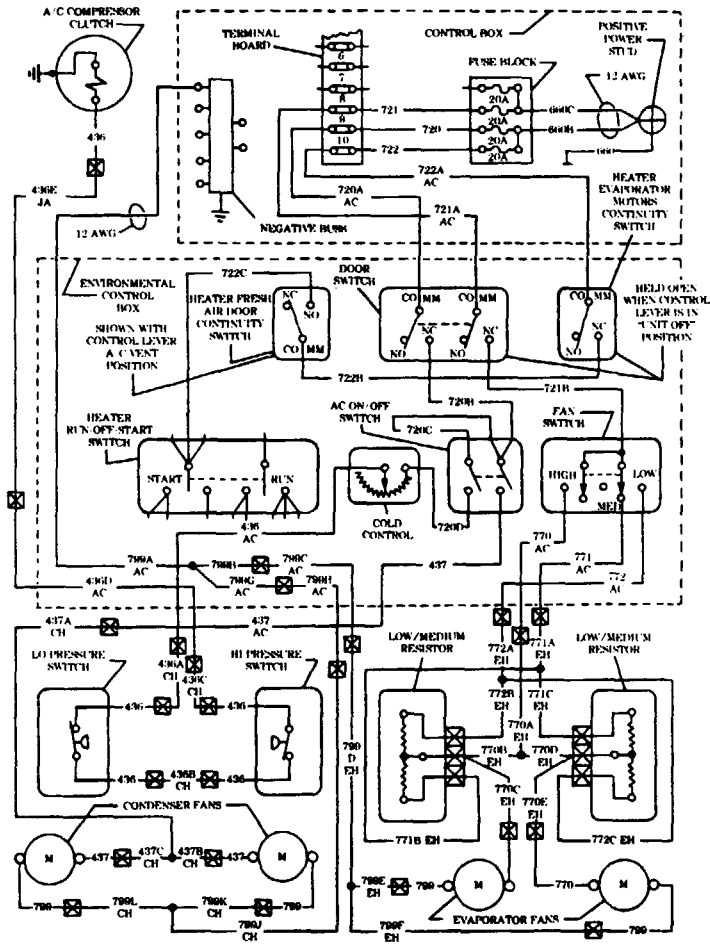 A/C COMPRESSOR
CLUTCH
TERMINAL
BOARD
CONTROL BOX
POSITIVE
POWER
STUD
FUSE BLOCK
12 AWG
6
7
8
9
10
721
720
722
20A
20A
20A
20A
660C
660B
660
436
436E
JA
12 AWG
NEGATIVE BUSS
722A
AC
720A
AC
721A
AC
HEATER
EVAPORATOR
MOTORS
CONTINUITY
SWITCH
ENVIRONMENTAL
CONTROL
BOX
SHOWN WITH
CONTROL LEVER
A/C VENT
POSITION
722C
HEATER FRESH
AIR DOOR
CONTINUITY
SWITCH
NC
NO
COMM
DOOR
SWITCH
COMM
NC
NO
NC
NO
COMM
NC
NO
HELD OPEN
WHEN CONTROL
LEVER IS IN
"UNIT OFF"
POSITION
722B
720B
721B
HEATER
RUN-OFF-START
SWITCH
START
RUN
AC ON/OFF
SWITCH
720C
FAN
SWITCH
HIGH
LOW
MED
COLD
CONTROL
720D
436
AC
770
AC
771
AC
772
AC
799A
AC
799B
799C
AC
799G
AC
799H
AC
437
436D
AC
437A
CH
437
AC
LO PRESSURE
SWITCH
436A
CH
436C
CH
HI PRESSURE
SWITCH
436
436
436
436B
CH
436
799
D
EH
LOW/MEDIUM
RESISTOR
LOW/MEDIUM
RESISTOR
772A
EH
771A
EH
772B
EH
771C
EH
770A
EH
770B
EH
770D
EH
770C
EH
770E
EH
771B EH
772C EH
CONDENSER FANS
M
437
437C
CH
437B
CH
437
M
799
799L
CH
799K
CH
799
799J
CH
799E
EH
799
M
770
M
EVAPORATOR FANS
799F
EH
799